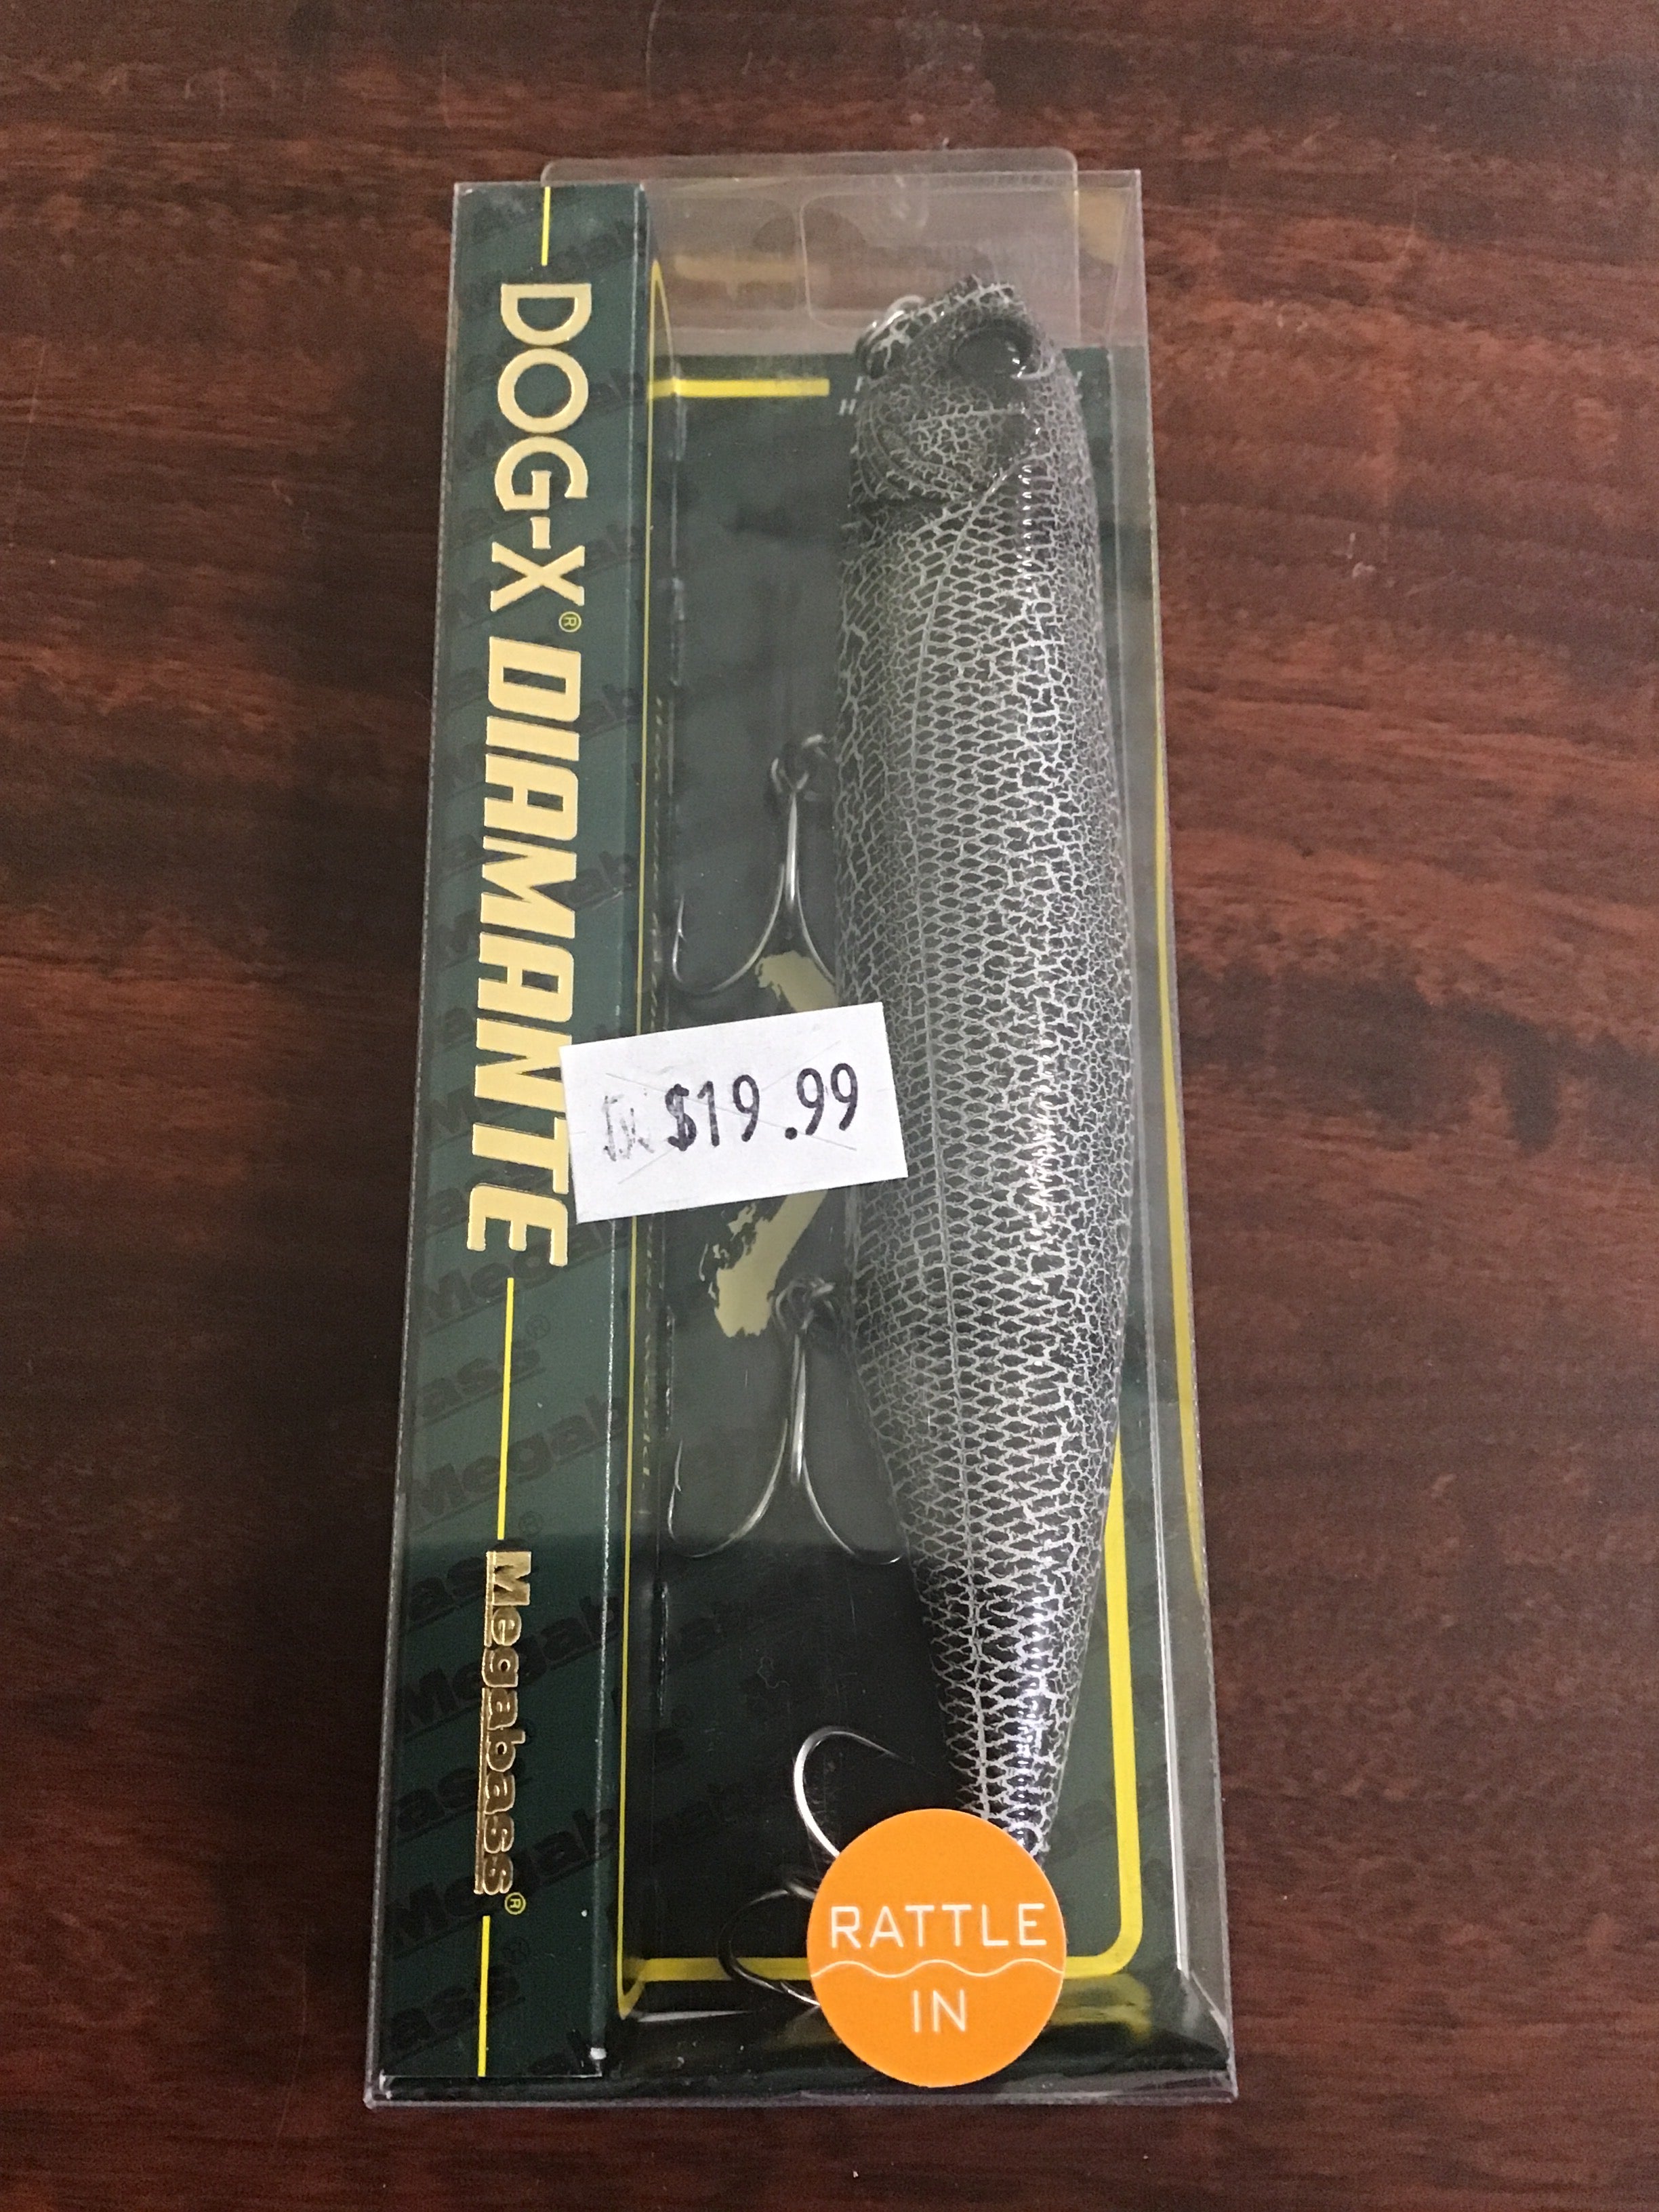 DOG-X® DIAMANTE
Megabass®
$19.99
RATTLE
IN